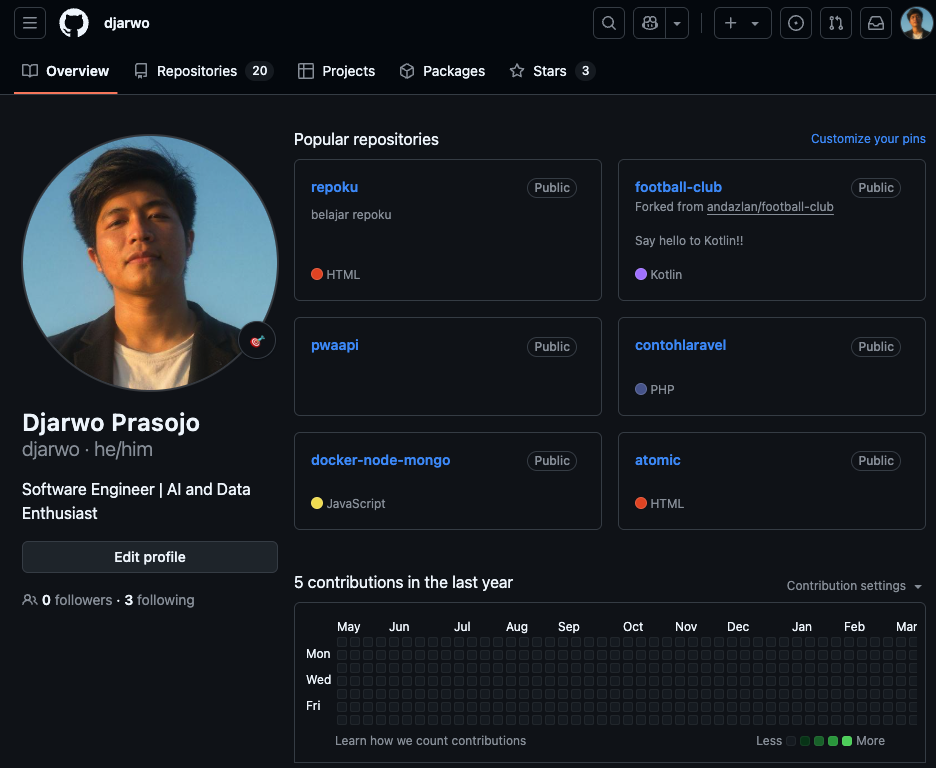 djarwo
Overview
Repositories 20
Projects
Packages
Stars 3
Djarwo Prasojo
djarwo · he/him
Software Engineer | AI and Data
Enthusiast
Edit profile
0 followers · 3 following
Popular repositories
Customize your pins
repoku Public
belajar repoku
HTML
football-club Public
Forked from andazlan/football-club
Say hello to Kotlin!!
Kotlin
pwaapi Public
contohlaravel Public
PHP
docker-node-mongo Public
JavaScript
atomic Public
HTML
5 contributions in the last year
Contribution settings
May Jun Jul Aug Sep Oct Nov Dec Jan Feb Mar
Mon
Wed
Fri
Learn how we count contributions
Less More